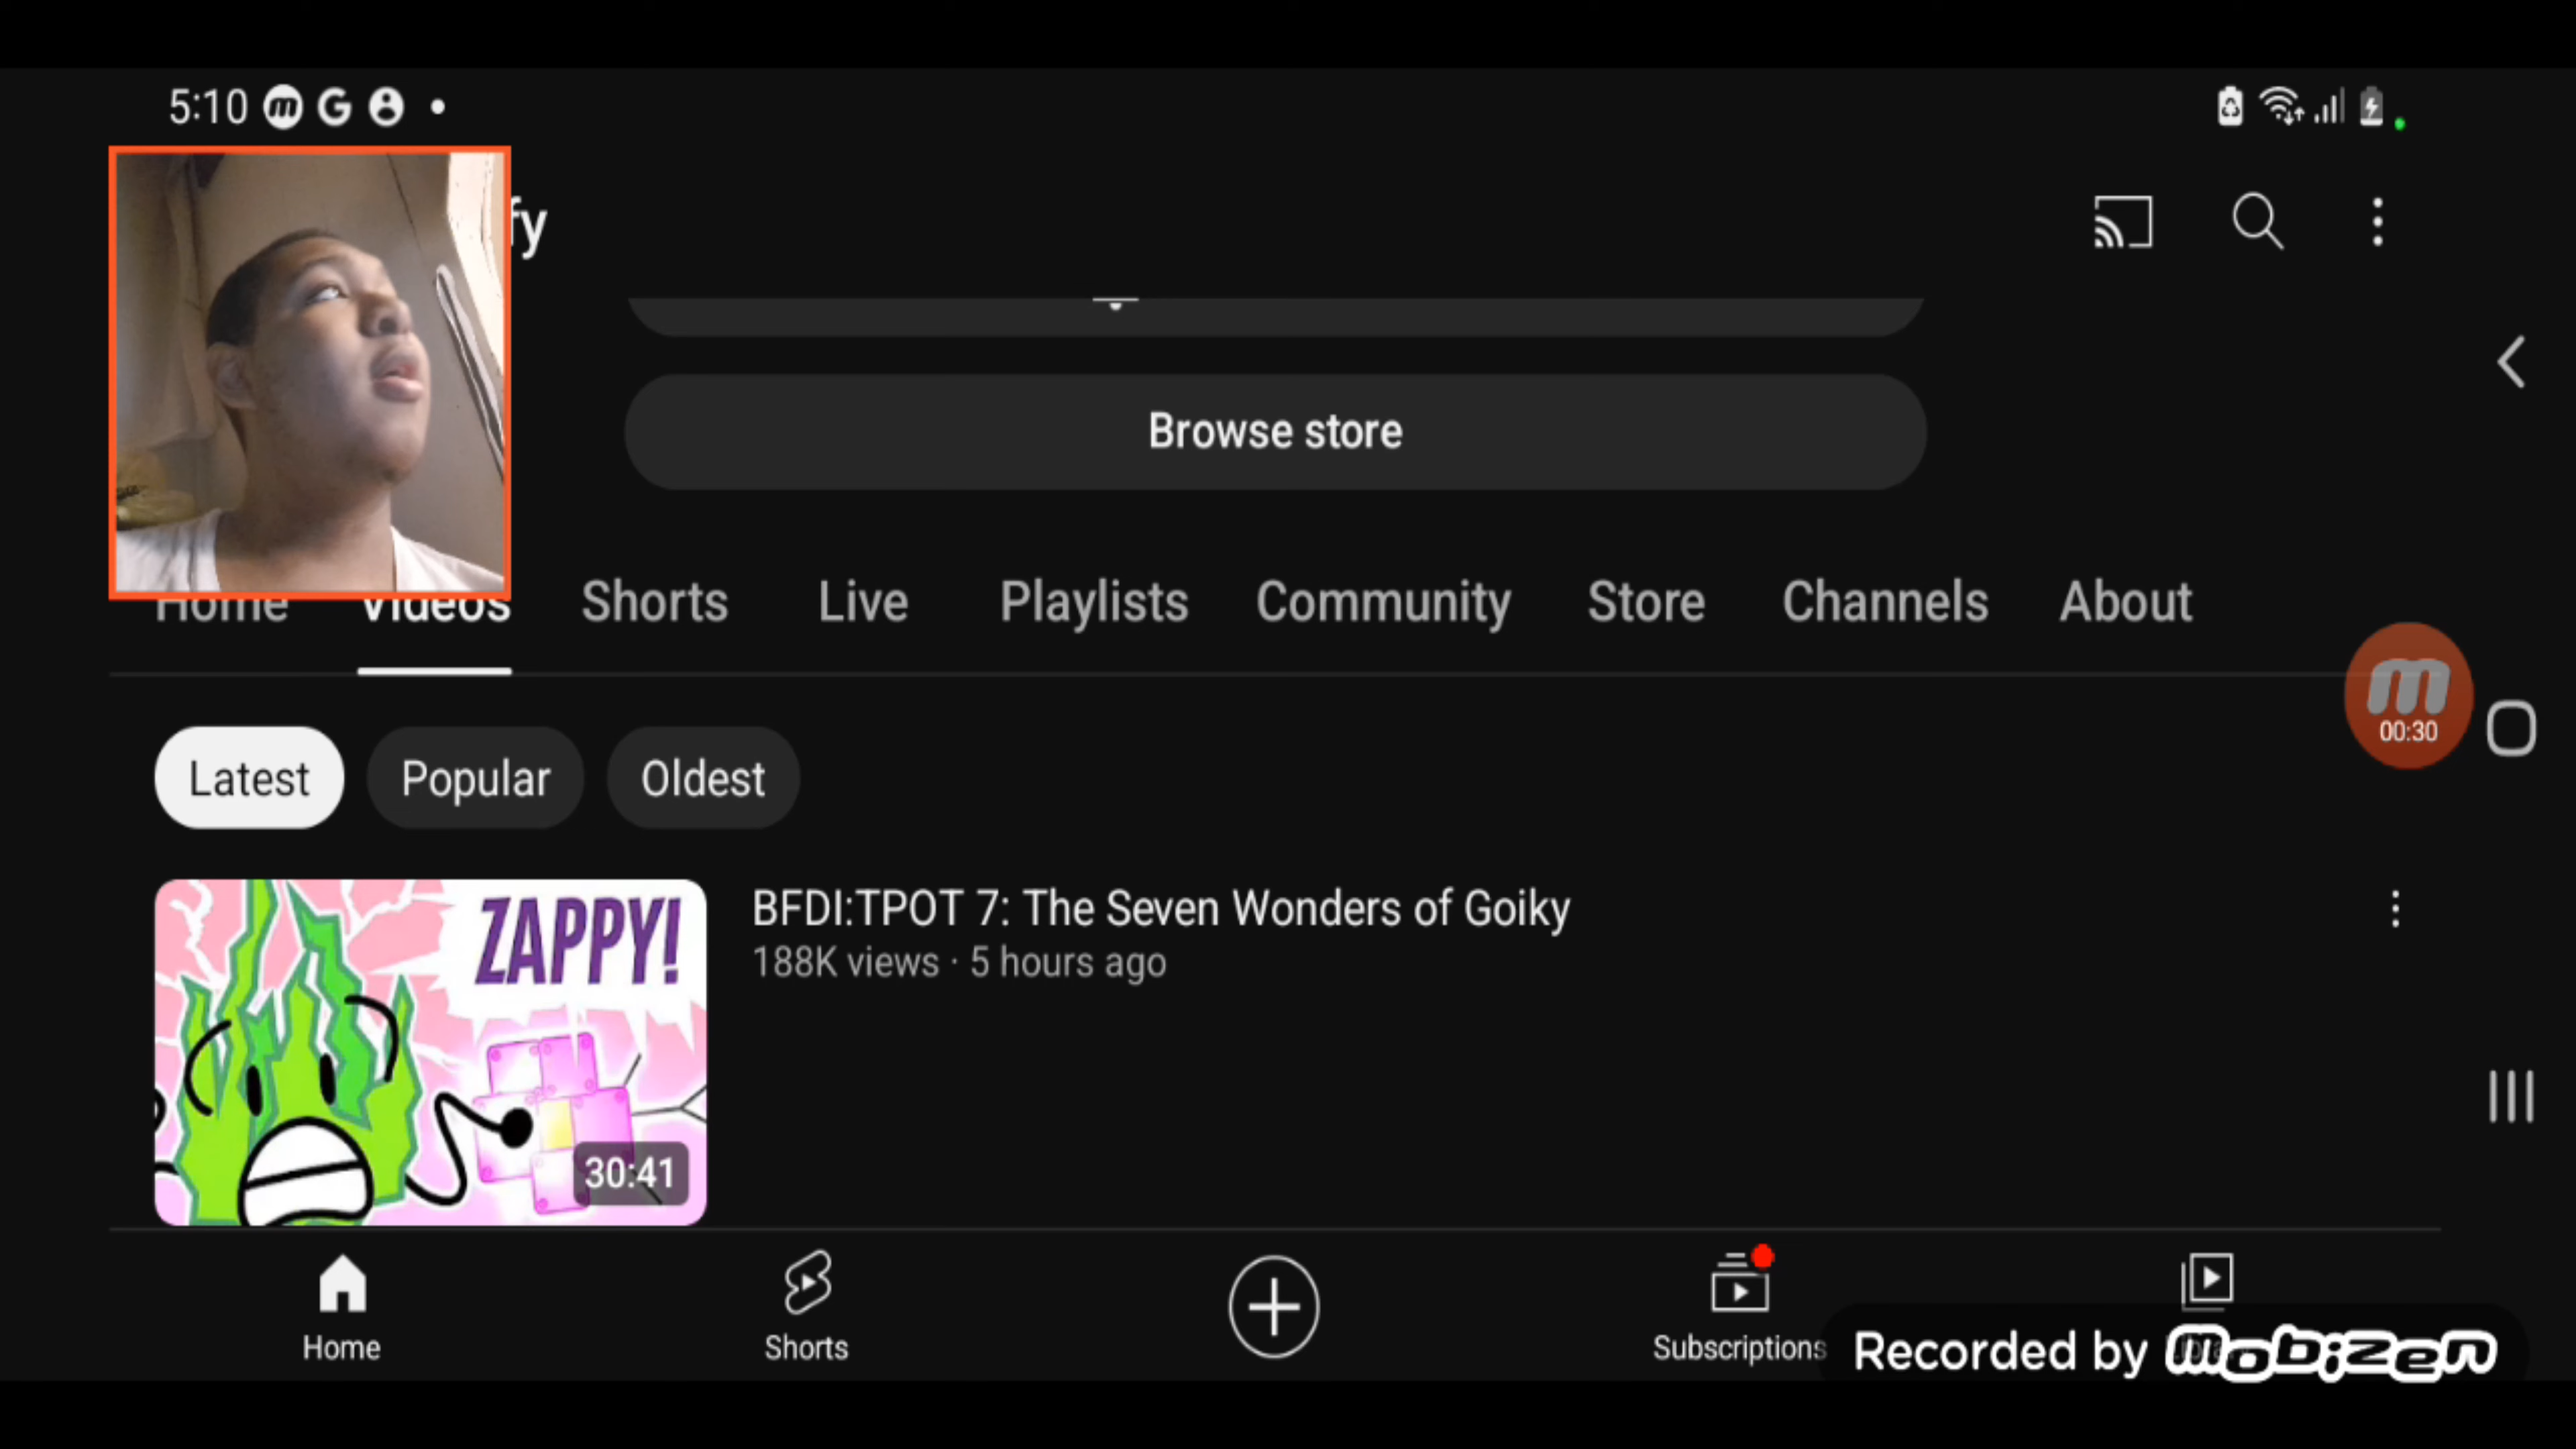 5:10
fy
Browse store
Home Videos Shorts Live Playlists Community Store Channels About
00:30
Latest Popular Oldest
ZAPPY!
30:41
BFDI:TPOT 7: The Seven Wonders of Goiky
188K views · 5 hours ago
Home Shorts Subscriptions
Recorded by mobizen